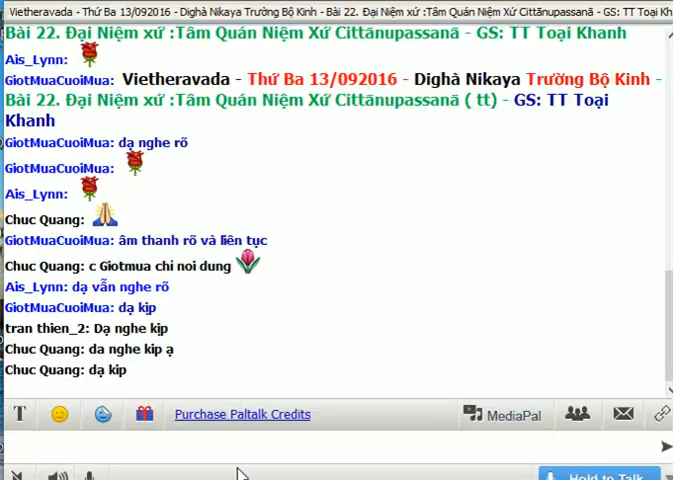 Vietheravada - Thứ Ba 13/092016 - Dighà Nikaya Trường Bộ Kinh - Bài 22. Đại Niệm xứ :Tâm Quán Niệm Xứ Cittānupassanā - GS: TT Toại Kh
Bài 22. Đại Niệm xứ :Tâm Quán Niệm Xứ Cittānupassanā - GS: TT Toại Khanh
Ais_Lynn:
GiotMuaCuoiMua: Vietheravada - Thứ Ba 13/092016 - Dighà Nikaya Trường Bộ Kinh -
Bài 22. Đại Niệm xứ :Tâm Quán Niệm Xứ Cittānupassanā ( tt) - GS: TT Toại
Khanh
GiotMuaCuoiMua: dạ nghe rõ
GiotMuaCuoiMua:
Ais_Lynn:
Chuc Quang:
GiotMuaCuoiMua: âm thanh rõ và liên tục
Chuc Quang: c Giotmua chỉ noi dung
Ais_Lynn: dạ vẫn nghe rõ
GiotMuaCuoiMua: dạ kịp
tran thien_2: Dạ nghe kịp
Chuc Quang: da nghe kip ạ
Chuc Quang: dạ kip
T Purchase Paltalk Credits MediaPal
Hold to Talk